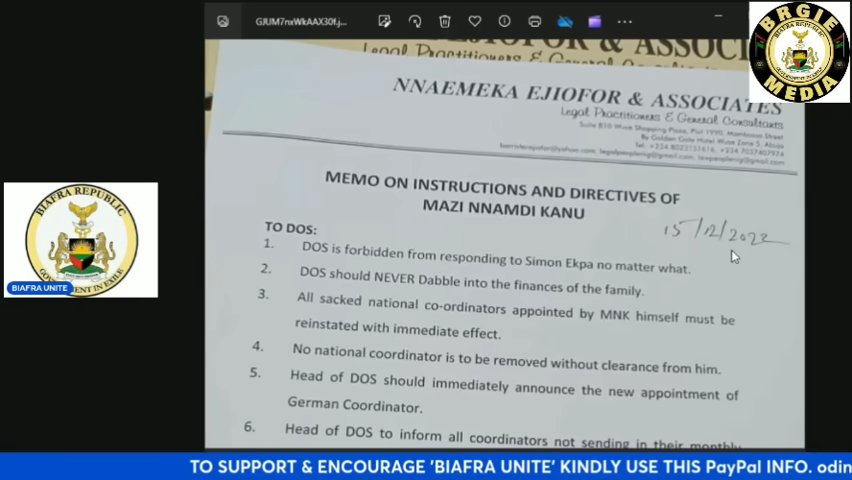 GJUM7nxWkAAX30f.j...
BRGIE
MEDIA
Legal Practitioners & General Consul
NNAEMEKA EJIOFOR & ASSOCIATES
Legal Practitioners & General Consultants
MEMO ON INSTRUCTIONS AND DIRECTIVES OF
MAZI NNAMDI KANU
15/12/2022
TO DOS:
1. DOS is forbidden from responding to Simon Ekpa no matter what.
2. DOS should NEVER Dabble into the finances of the family.
3. All sacked national co-ordinators appointed by MNK himself must be
reinstated with immediate effect.
4. No national coordinator is to be removed without clearance from him.
5. Head of DOS should immediately announce the new appointment of
German Coordinator.
6. Head of DOS to inform all coordinators not sending in their monthly
BIAFRA REPUBLIC
GOVERNMENT IN EXILE
BIAFRA UNITE
TO SUPPORT & ENCOURAGE 'BIAFRA UNITE' KINDLY USE THIS PayPal INFO. odin